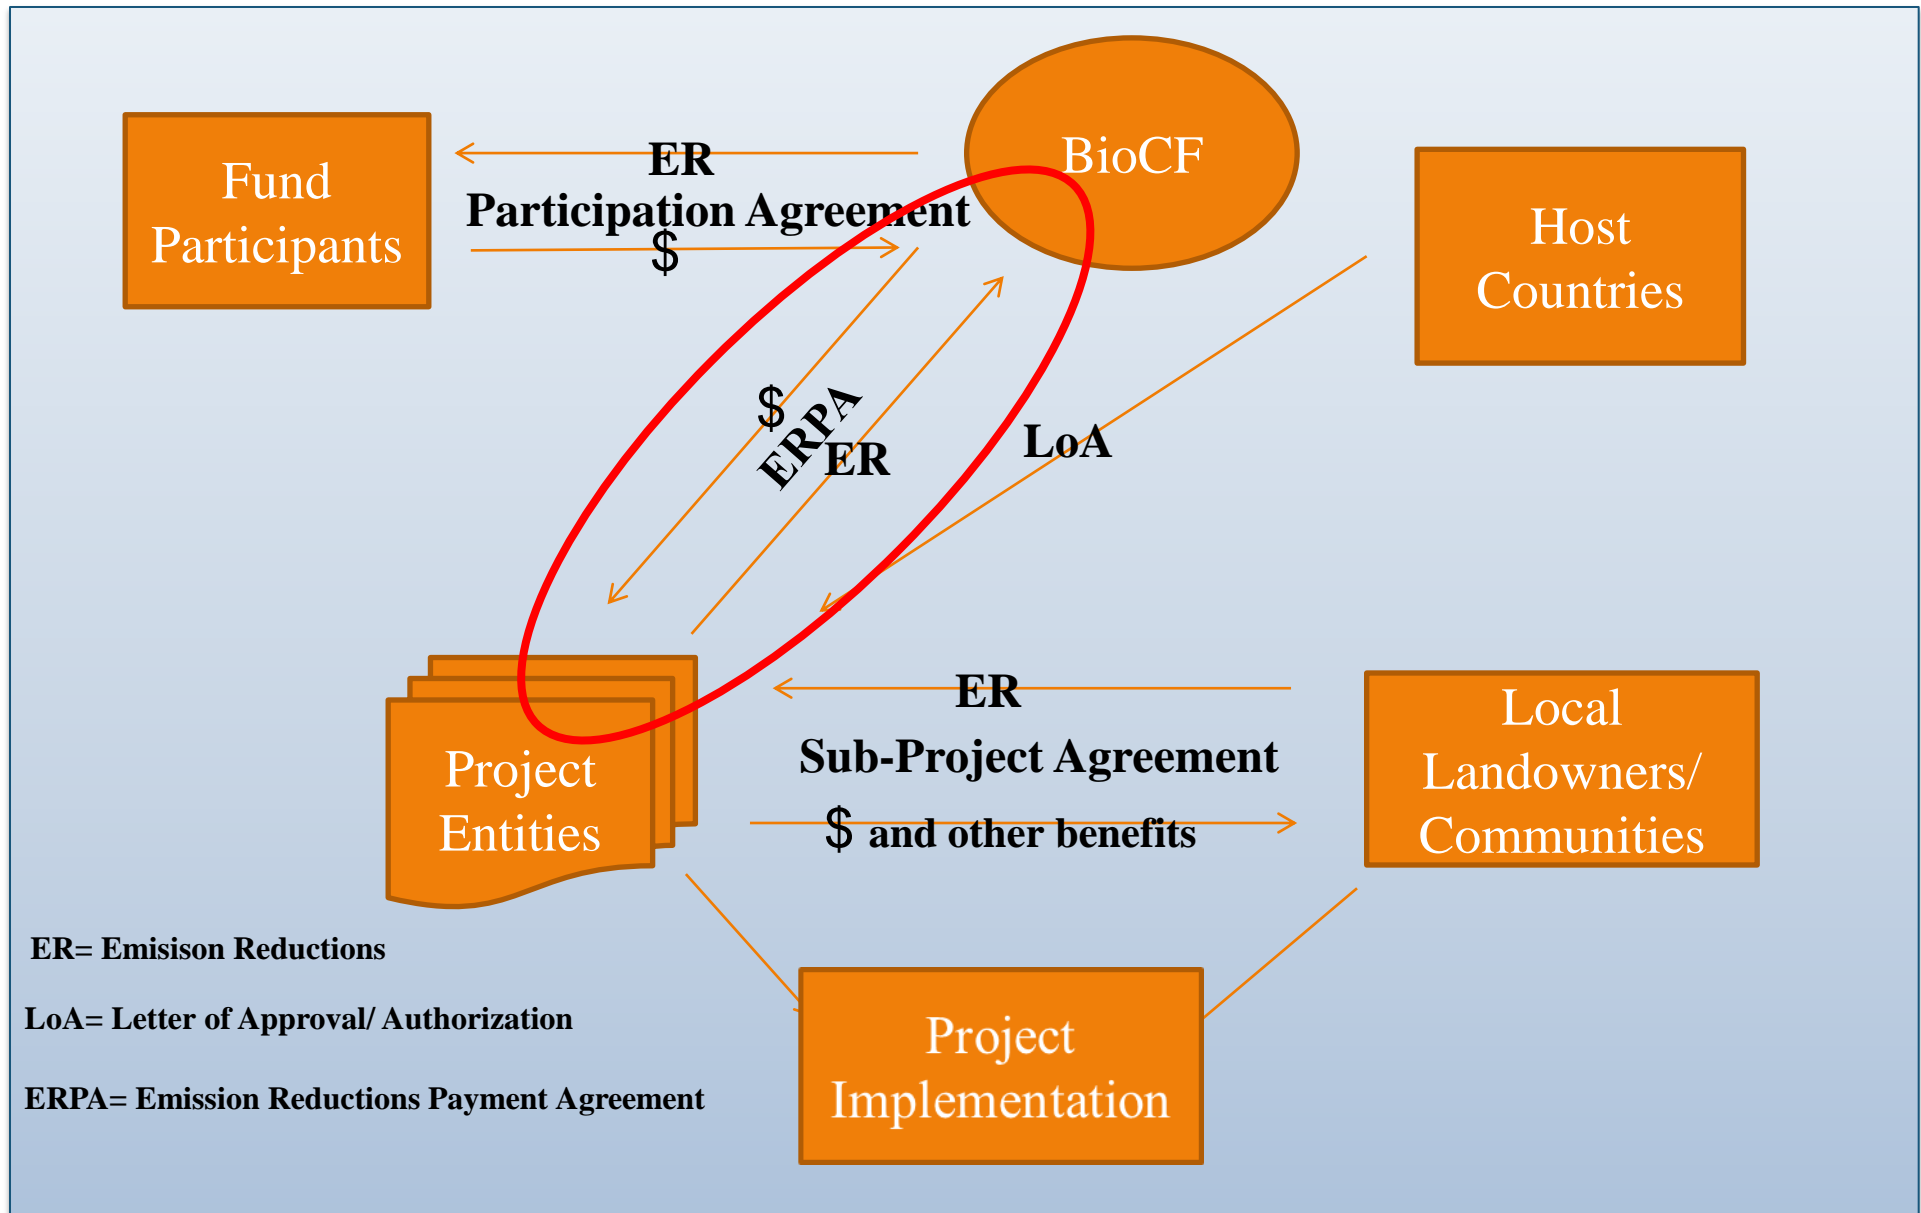 BioCF
Fund
Participants
ER
Participation Agreement
$
Host
Countries
$
ERPA
ER
LoA
Project
Entities
ER
Sub-Project Agreement
$ and other benefits
Local
Landowners/
Communities
ER= Emisison Reductions
LoA= Letter of Approval/ Authorization
ERPA= Emission Reductions Payment Agreement
Project
Implementation